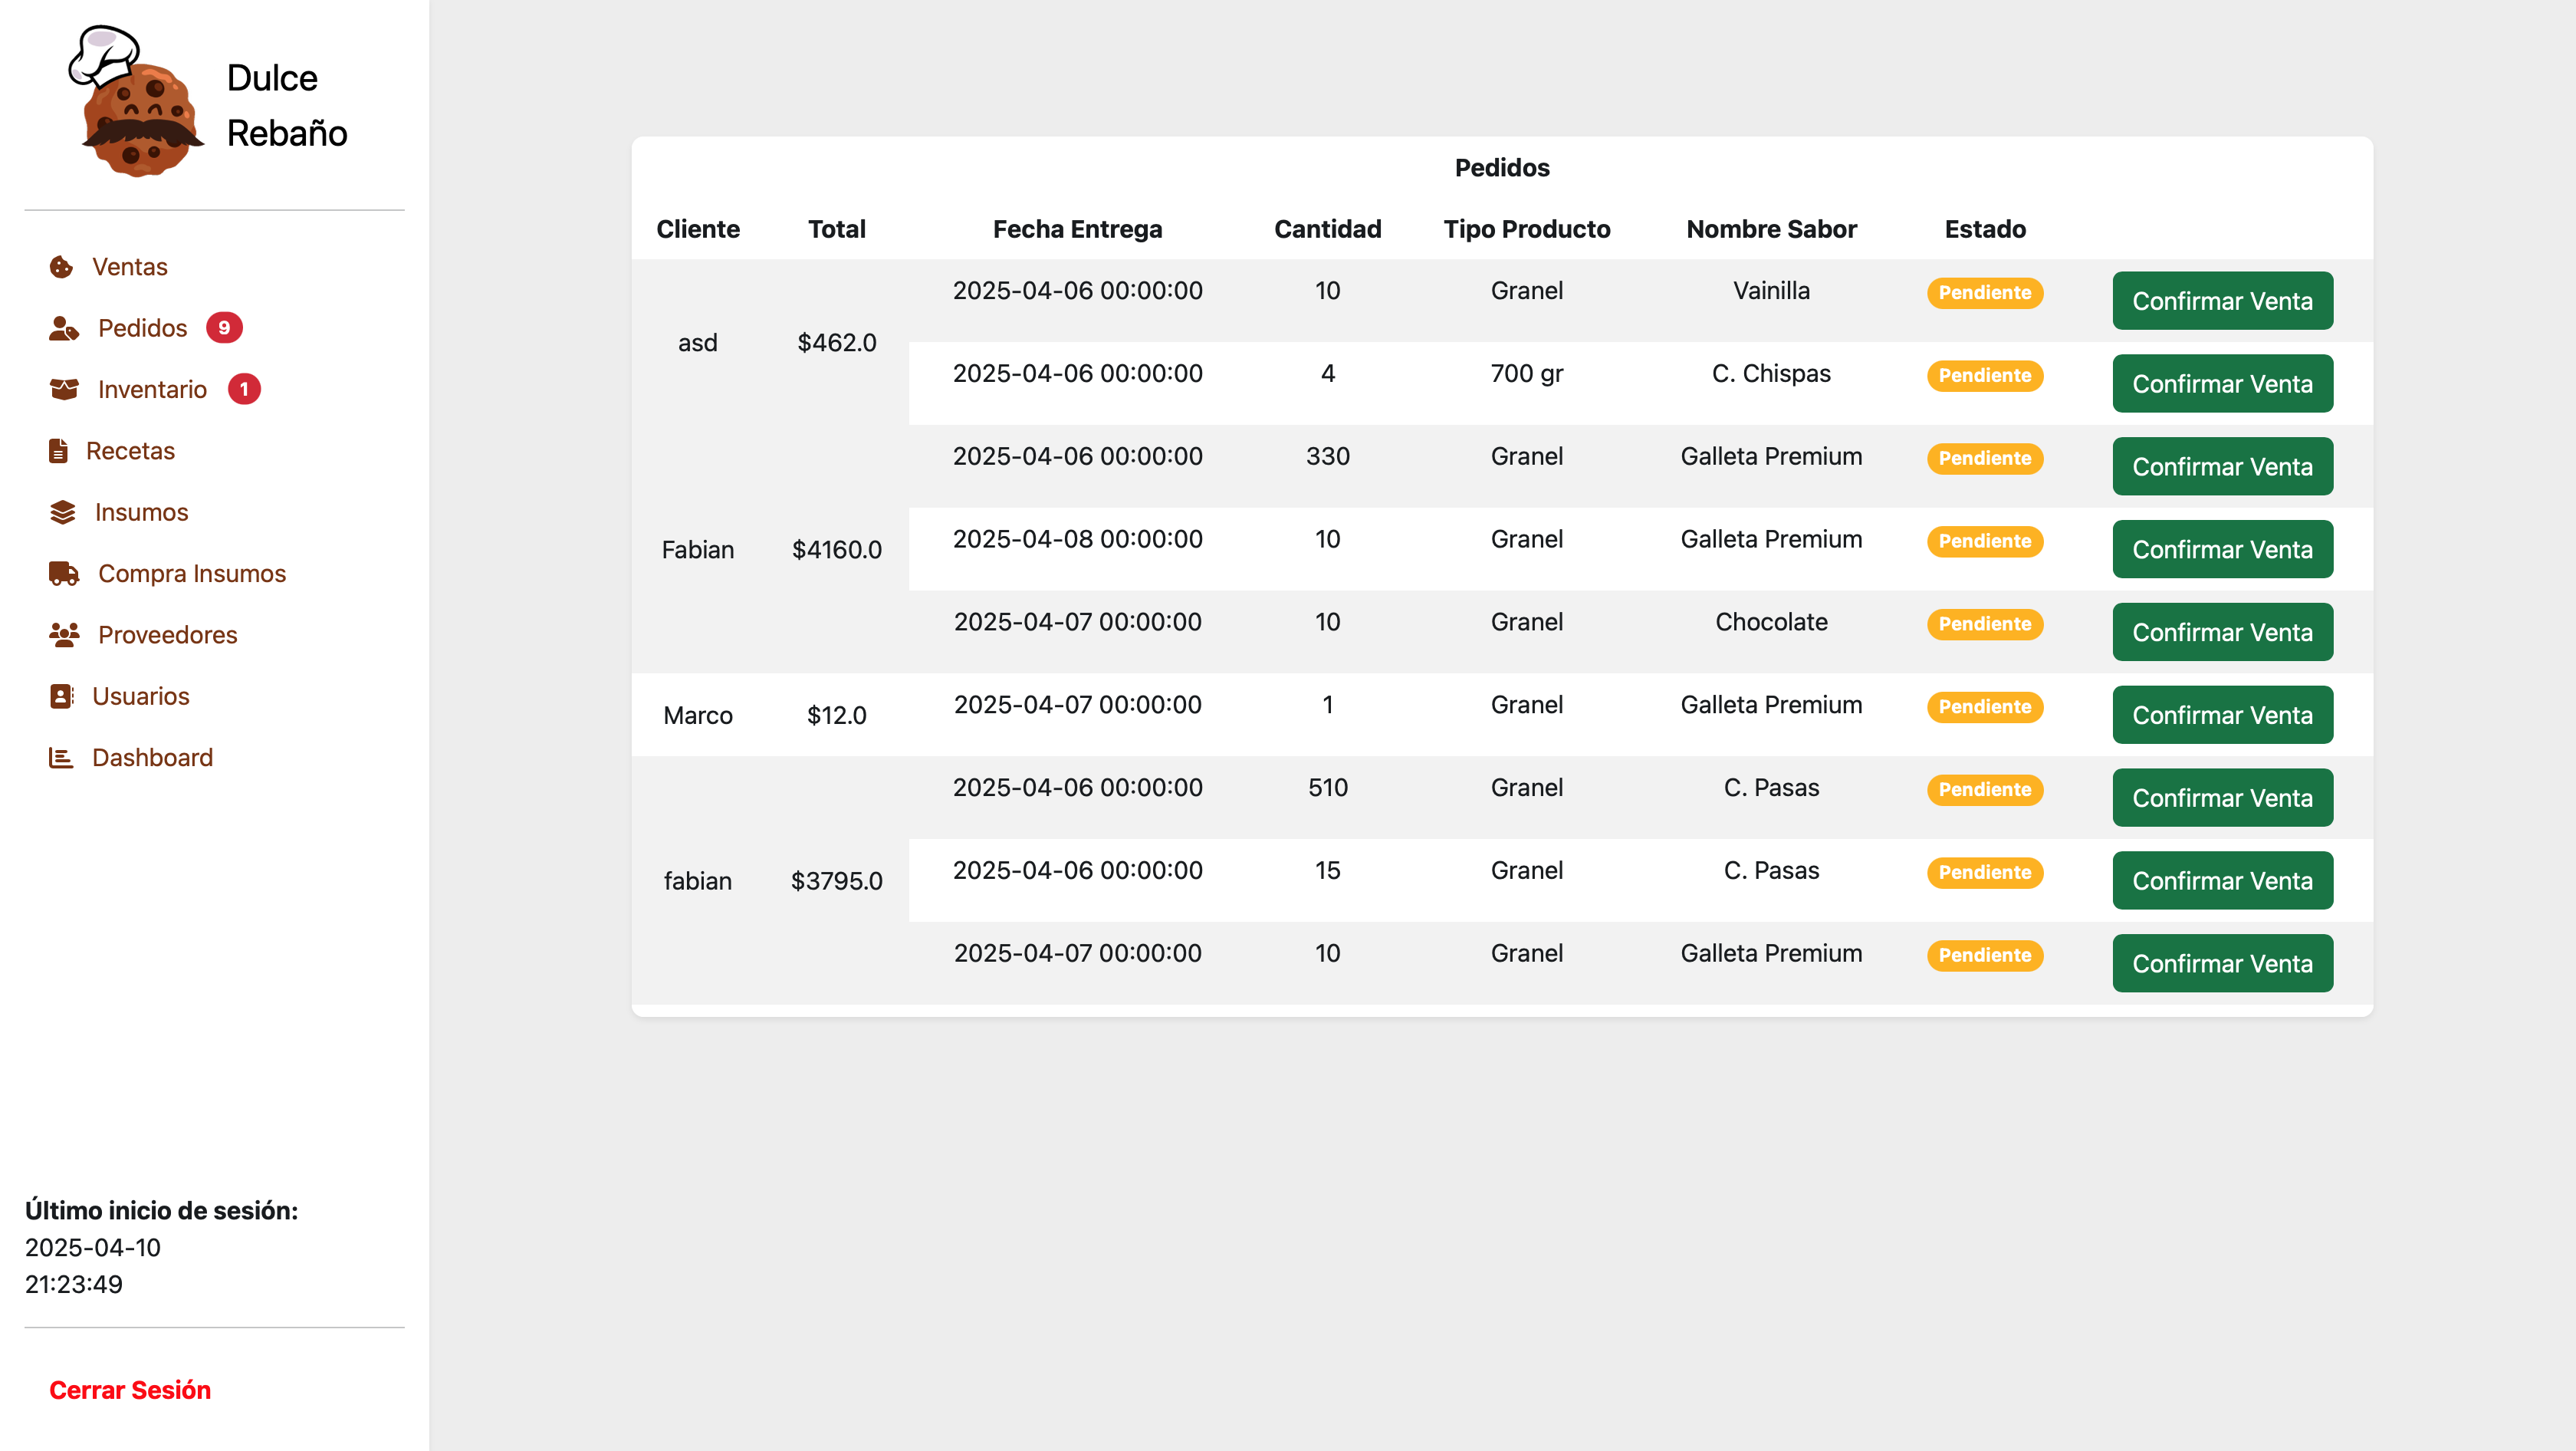 Dulce
Rebaño
Ventas
Pedidos 9
Inventario 1
Recetas
Insumos
Compra Insumos
Proveedores
Usuarios
Dashboard
Último inicio de sesión:
2025-04-10
21:23:49
Cerrar Sesión
Pedidos
Cliente Total Fecha Entrega Cantidad Tipo Producto Nombre Sabor Estado
asd $462.0 2025-04-06 00:00:00 10 Granel Vainilla Pendiente Confirmar Venta
2025-04-06 00:00:00 4 700 gr C. Chispas Pendiente Confirmar Venta
Fabian $4160.0 2025-04-06 00:00:00 330 Granel Galleta Premium Pendiente Confirmar Venta
2025-04-08 00:00:00 10 Granel Galleta Premium Pendiente Confirmar Venta
2025-04-07 00:00:00 10 Granel Chocolate Pendiente Confirmar Venta
Marco $12.0 2025-04-07 00:00:00 1 Granel Galleta Premium Pendiente Confirmar Venta
fabian $3795.0 2025-04-06 00:00:00 510 Granel C. Pasas Pendiente Confirmar Venta
2025-04-06 00:00:00 15 Granel C. Pasas Pendiente Confirmar Venta
2025-04-07 00:00:00 10 Granel Galleta Premium Pendiente Confirmar Venta